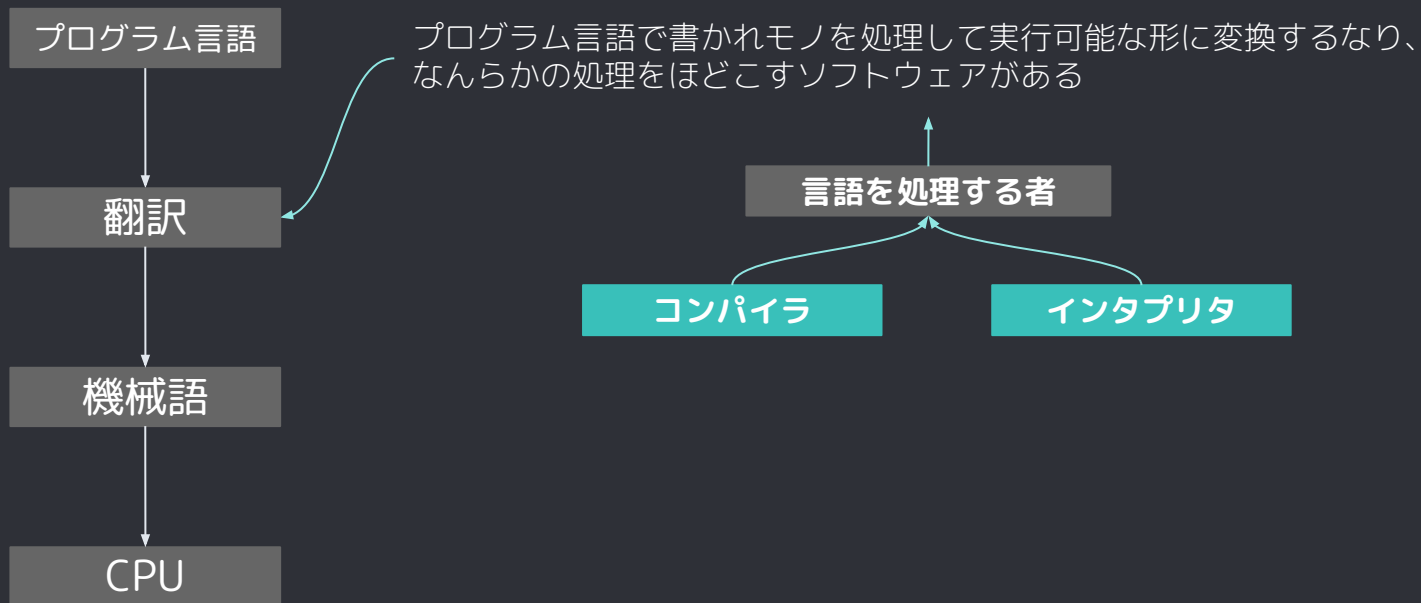 プログラム言語
プログラム言語で書かれモノを処理して実行可能な形に変換するなり、
なんらかの処理をほどこすソフトウェアがある
言語を処理する者
翻訳
コンパイラ
インタプリタ
機械語
CPU